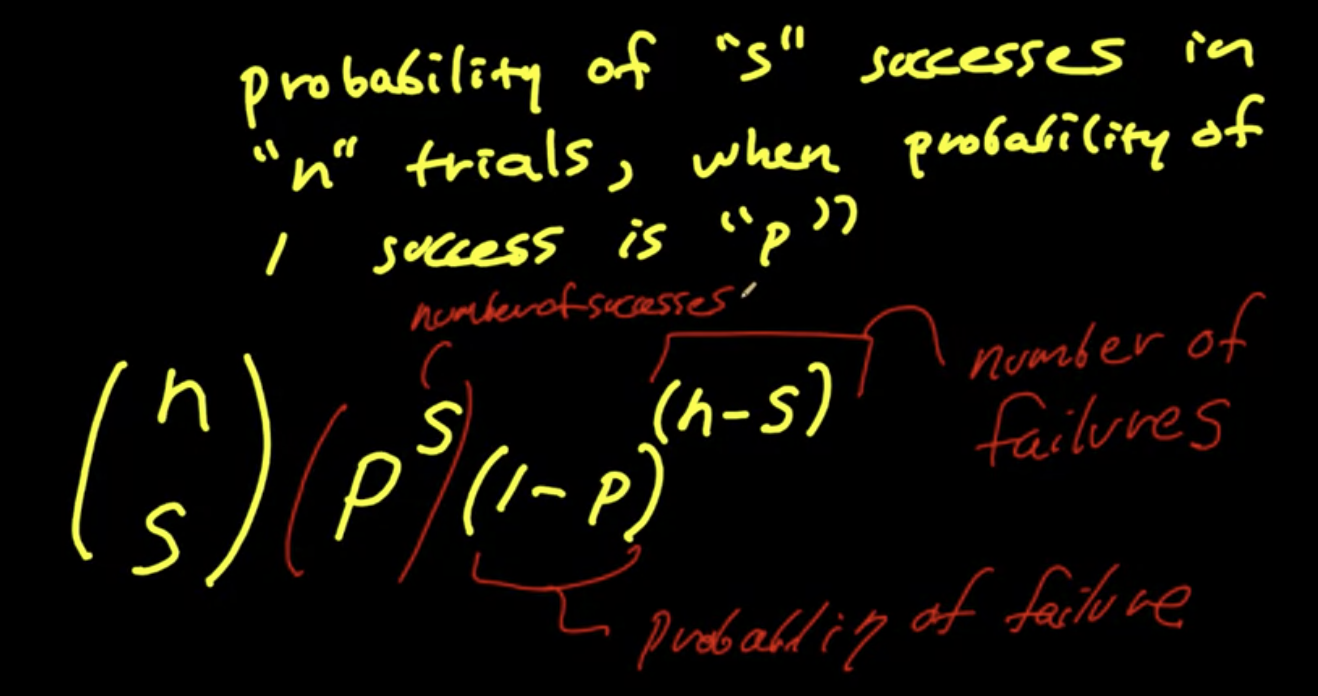 probability of "s" successes in
"n" trials, when probability of
1 success is "p"
number of successes
(n s) (p^s) (1-p)^(n-s)
number of
failures
probability of failure